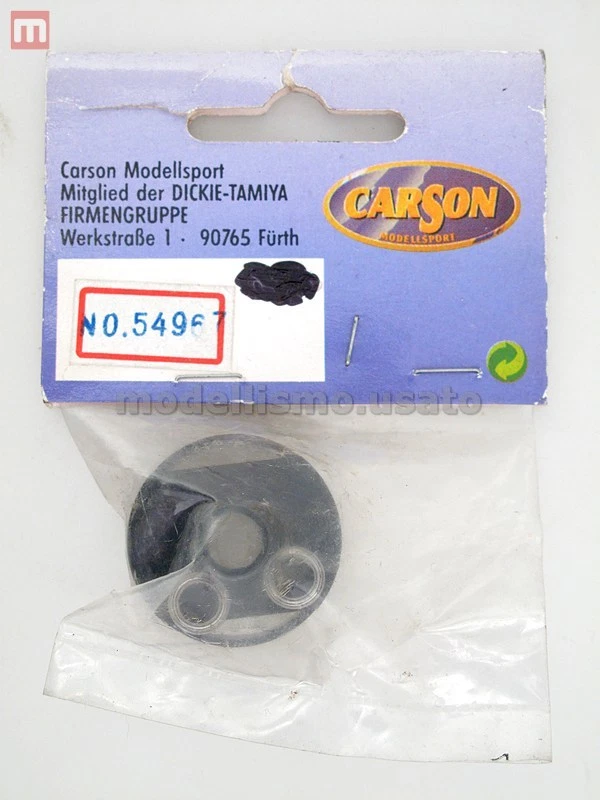 m
Carson Modellsport
Mitglied der DICKIE-TAMIYA
FIRMENGRUPPE
Werkstraße 1 · 90765 Fürth
CARSON
MODELLSPORT
NO.54967
modellismo.usato